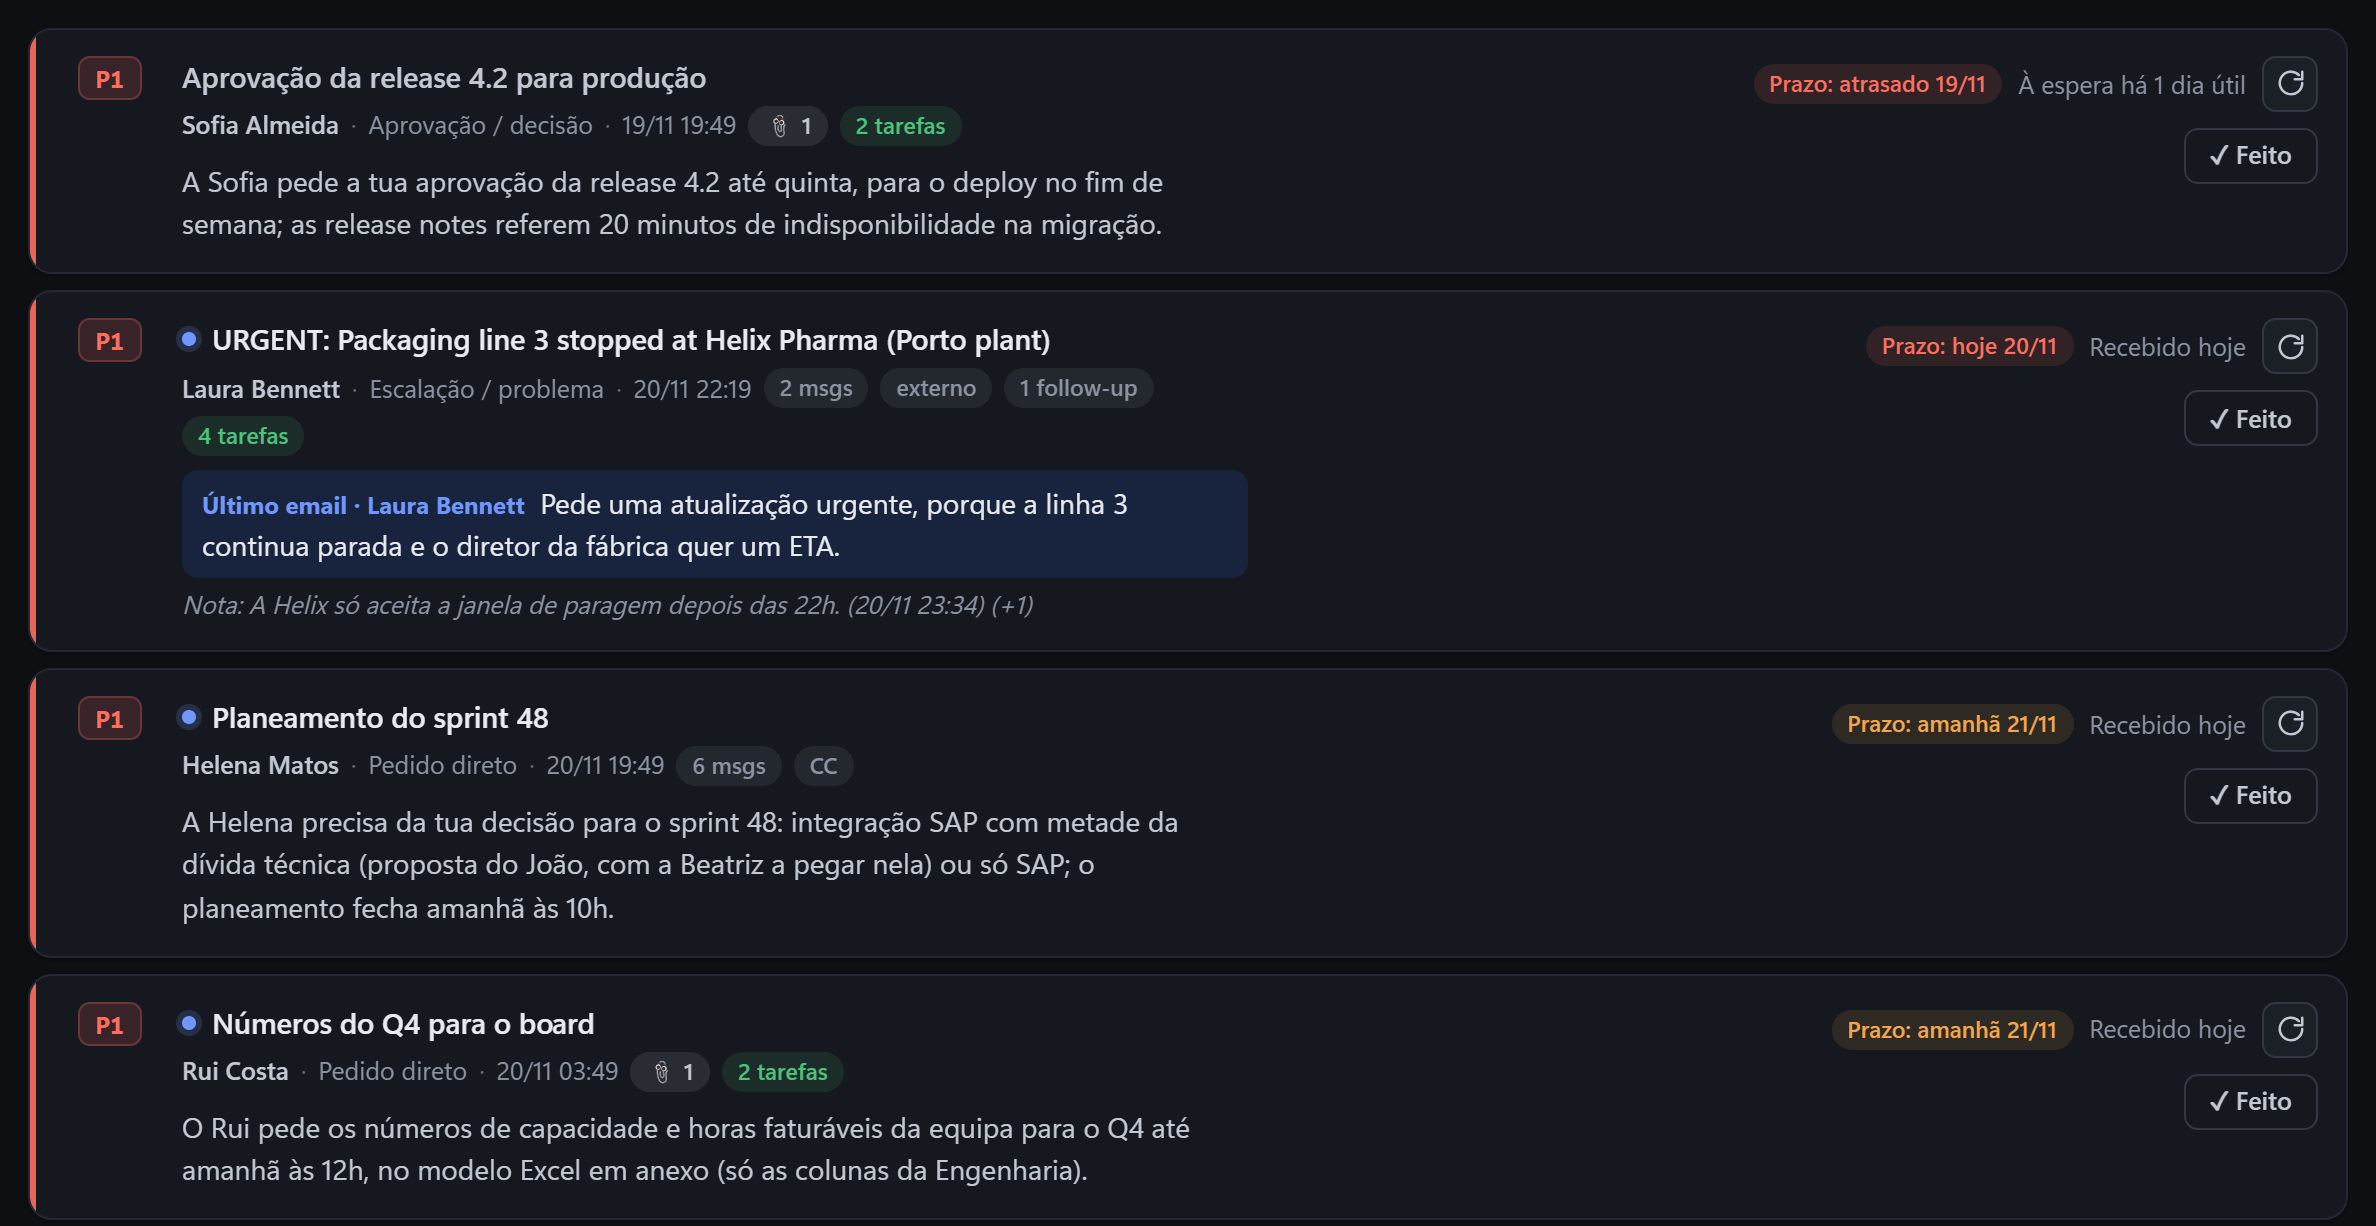 P1
Aprovação da release 4.2 para produção
Prazo: atrasado 19/11 À espera há 1 dia útil
Sofia Almeida · Aprovação / decisão · 19/11 19:49 1 2 tarefas
✓ Feito
A Sofia pede a tua aprovação da release 4.2 até quinta, para o deploy no fim de
semana; as release notes referem 20 minutos de indisponibilidade na migração.
P1
URGENT: Packaging line 3 stopped at Helix Pharma (Porto plant)
Prazo: hoje 20/11 Recebido hoje
Laura Bennett · Escalação / problema · 20/11 22:19 2 msgs externo 1 follow-up
✓ Feito
4 tarefas
Último email · Laura Bennett Pede uma atualização urgente, porque a linha 3
continua parada e o diretor da fábrica quer um ETA.
Nota: A Helix só aceita a janela de paragem depois das 22h. (20/11 23:34) (+1)
P1
Planeamento do sprint 48
Prazo: amanhã 21/11 Recebido hoje
Helena Matos · Pedido direto · 20/11 19:49 6 msgs CC
✓ Feito
A Helena precisa da tua decisão para o sprint 48: integração SAP com metade da
dívida técnica (proposta do João, com a Beatriz a pegar nela) ou só SAP; o
planeamento fecha amanhã às 10h.
P1
Números do Q4 para o board
Prazo: amanhã 21/11 Recebido hoje
Rui Costa · Pedido direto · 20/11 03:49 1 2 tarefas
✓ Feito
O Rui pede os números de capacidade e horas faturáveis da equipa para o Q4 até
amanhã às 12h, no modelo Excel em anexo (só as colunas da Engenharia).